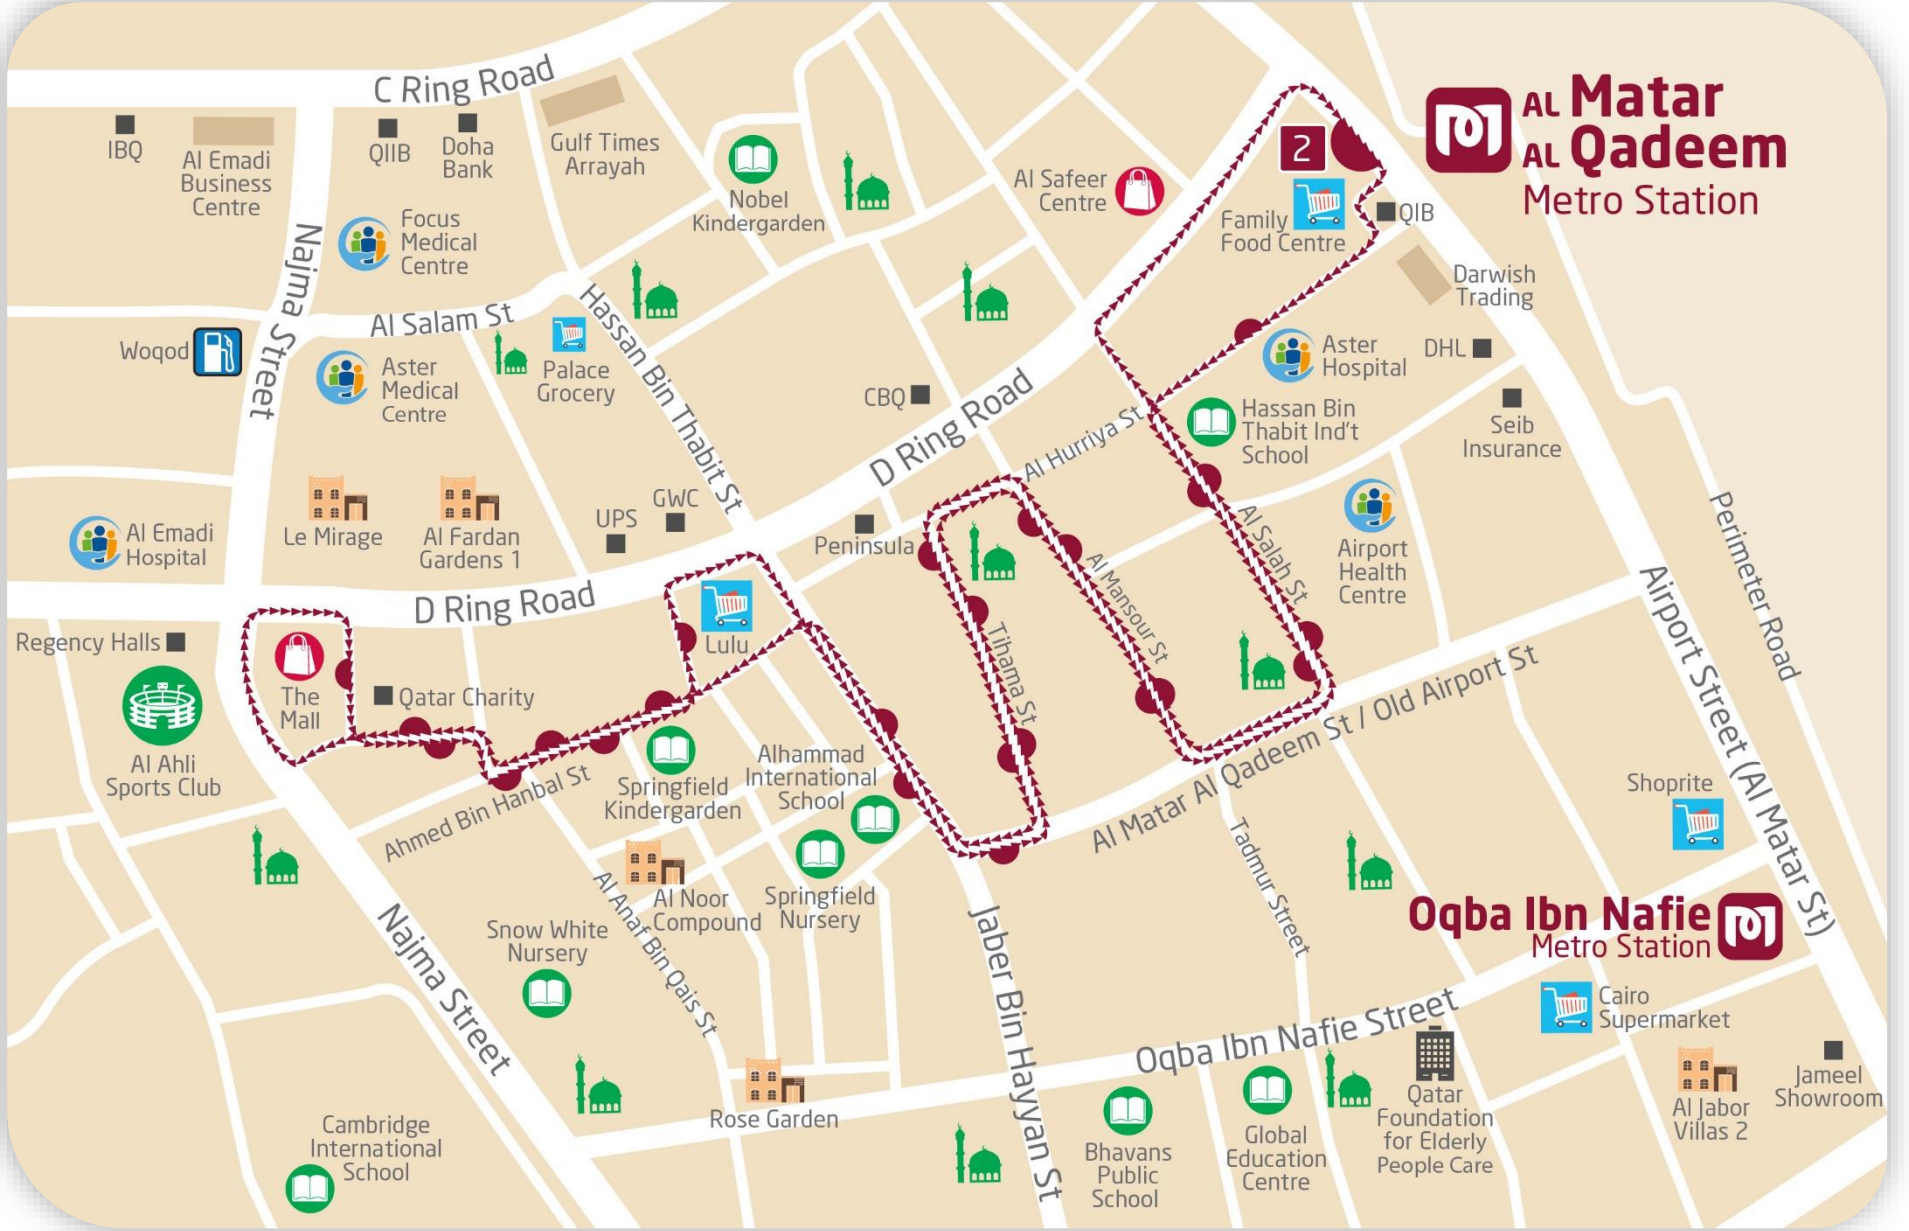 C Ring Road
IBQ
Al Emadi
Business
Centre
QIIB
Doha
Bank
Gulf Times
Arrayah
Nobel
Kindergarden
Al Safeer
Centre
2
Family
Food Centre
QIB
AL Matar
AL Qadeem
Metro Station
Darwish
Trading
Najma Street
Focus
Medical
Centre
Al Salam St
Hassan Bin Thabit St
Woqod
Aster
Medical
Centre
Palace
Grocery
CBQ
D Ring Road
Al Hurriya St
Aster
Hospital
DHL
Hassan Bin
Thabit Ind't
School
Seib
Insurance
Al Emadi
Hospital
Le Mirage
Al Fardan
Gardens 1
UPS
GWC
Peninsula
Al Mansour St
Al Salah St
Airport
Health
Centre
Perimeter Road
Airport Street (Al Matar St)
D Ring Road
Regency Halls
The
Mall
Qatar Charity
Lulu
Tihama St
Al Matar Al Qadeem St / Old Airport St
Al Ahli
Sports Club
Ahmed Bin Hanbal St
Springfield
Kindergarden
Alhammad
International
School
Al Noor
Compound
Springfield
Nursery
Al Anaf Bin Qais St
Snow White
Nursery
Najma Street
Jaber Bin Hayyan St
Tadmur Street
Shoprite
Oqba Ibn Nafie
Metro Station
Cairo
Supermarket
Oqba Ibn Nafie Street
Rose Garden
Cambridge
International
School
Bhavans
Public
School
Global
Education
Centre
Qatar
Foundation
for Elderly
People Care
Al Jabor
Villas 2
Jameel
Showroom